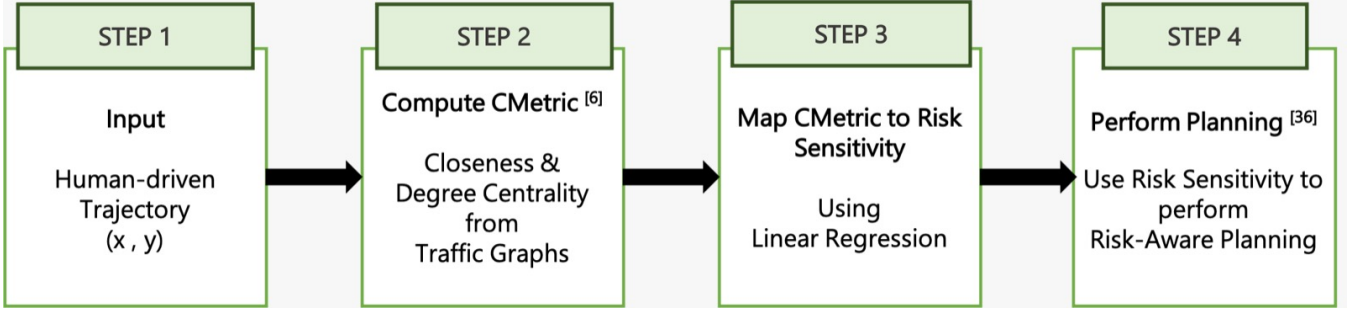 STEP 1
Input
Human-driven
Trajectory
(x , y)
STEP 2
Compute CMetric [6]
Closeness &
Degree Centrality
from
Traffic Graphs
STEP 3
Map CMetric to Risk
Sensitivity
Using
Linear Regression
STEP 4
Perform Planning [36]
Use Risk Sensitivity to
perform
Risk-Aware Planning